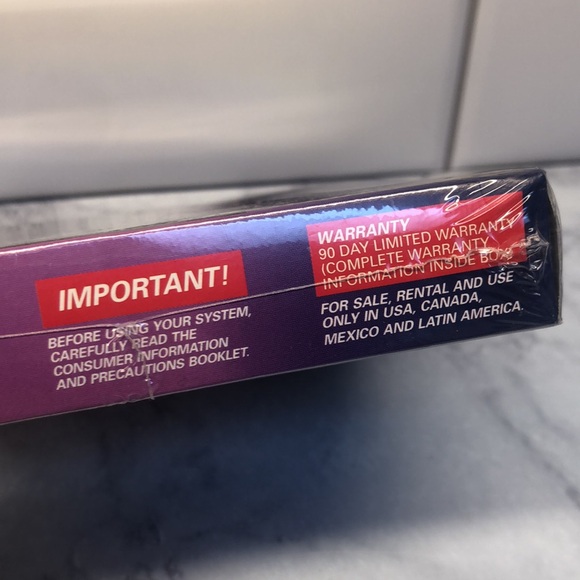 IMPORTANT!
BEFORE USING YOUR SYSTEM,
CAREFULLY READ THE
CONSUMER INFORMATION
AND PRECAUTIONS BOOKLET.
WARRANTY
90 DAY LIMITED WARRANTY
(COMPLETE WARRANTY
INFORMATION INSIDE BOX)
FOR SALE, RENTAL AND USE
ONLY IN USA, CANADA,
MEXICO AND LATIN AMERICA.